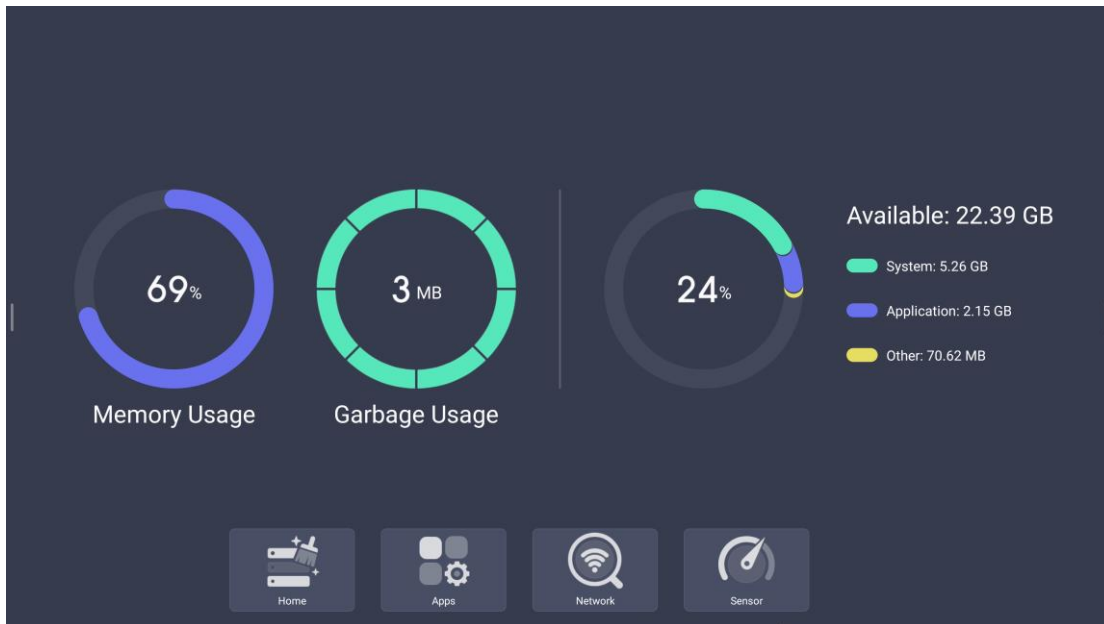 69%
Memory Usage
3 MB
Garbage Usage
24%
Available: 22.39 GB
System: 5.26 GB
Application: 2.15 GB
Other: 70.62 MB
Home
Apps
Network
Sensor